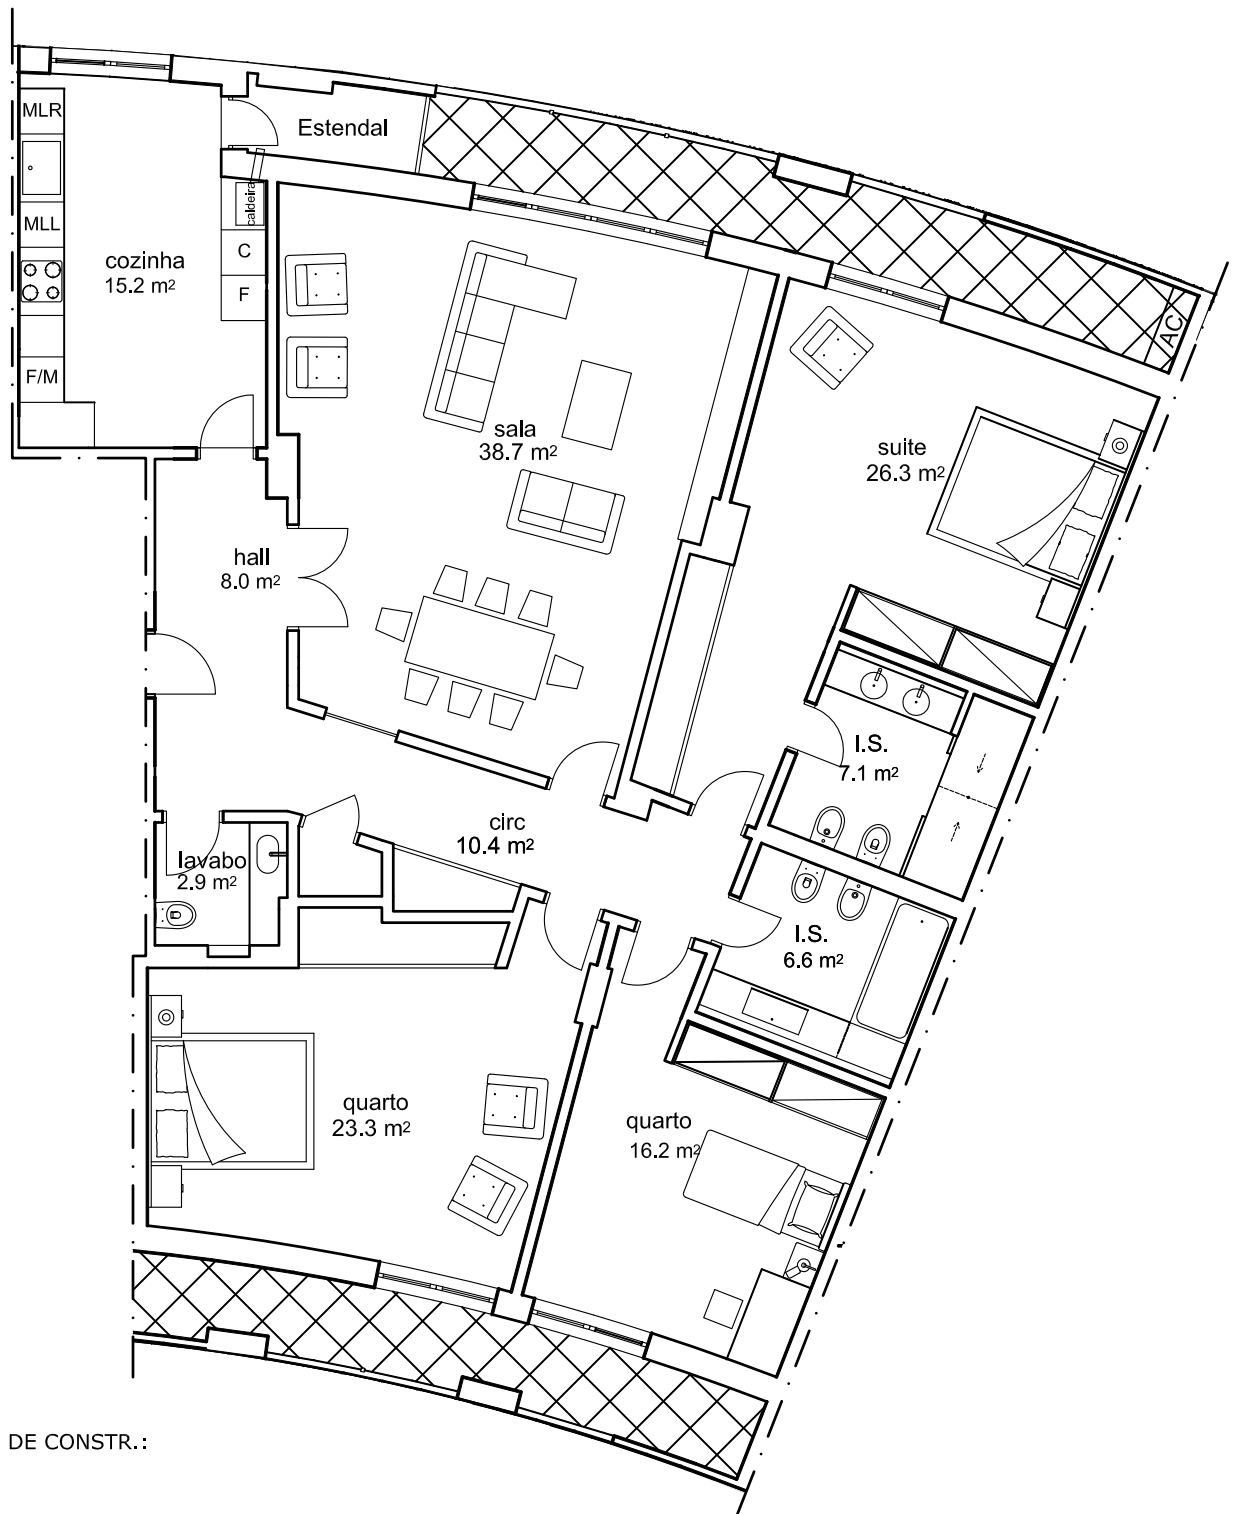 MLR
Estendal
caldeira
MLL
cozinha
15.2 m²
C
F
AC
F/M
sala
38.7 m²
suite
26.3 m²
hall
8.0 m²
I.S.
7.1 m²
circ
10.4 m²
lavabo
2.9 m²
I.S.
6.6 m²
quarto
23.3 m²
quarto
16.2 m²
DE CONSTR.: